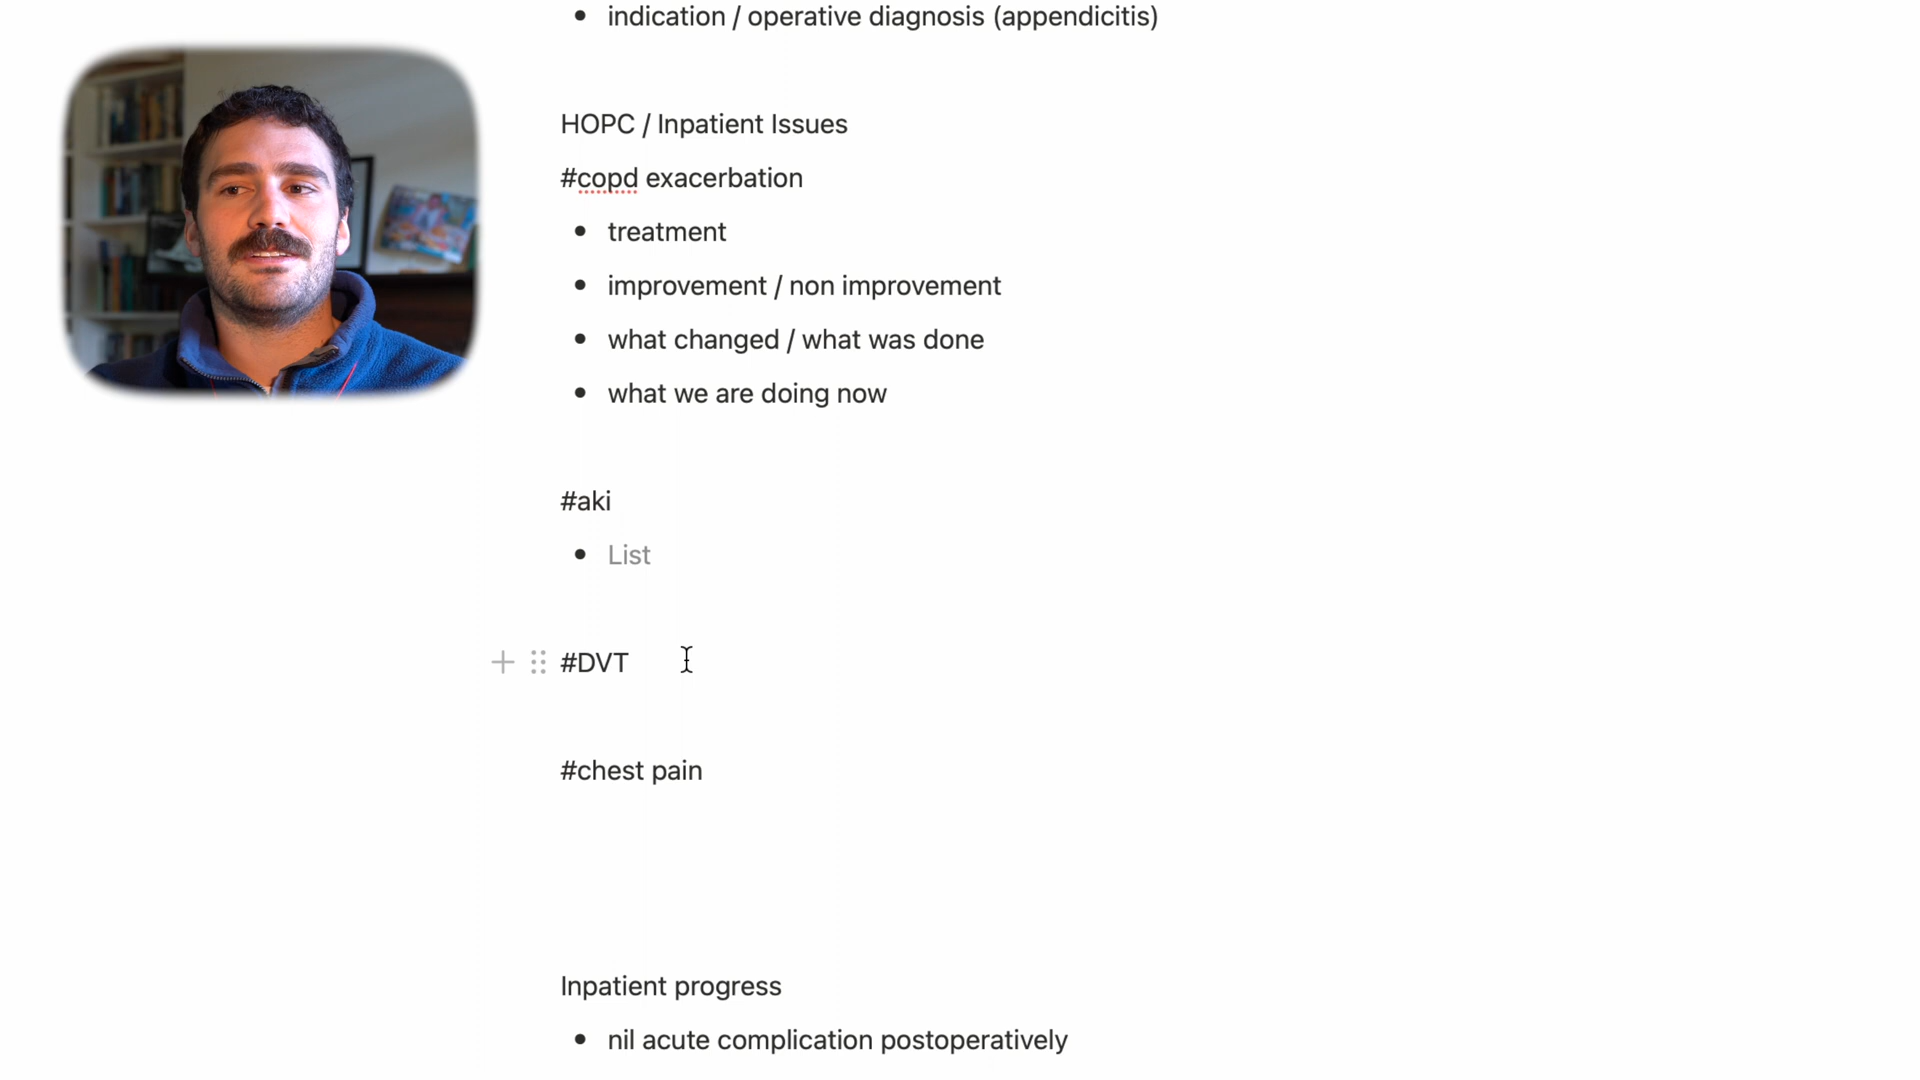 • indication / operative diagnosis (appendicitis)
HOPC / Inpatient Issues
#copd exacerbation
• treatment
• improvement / non improvement
• what changed / what was done
• what we are doing now
#aki
• List
#DVT
#chest pain
Inpatient progress
• nil acute complication postoperatively